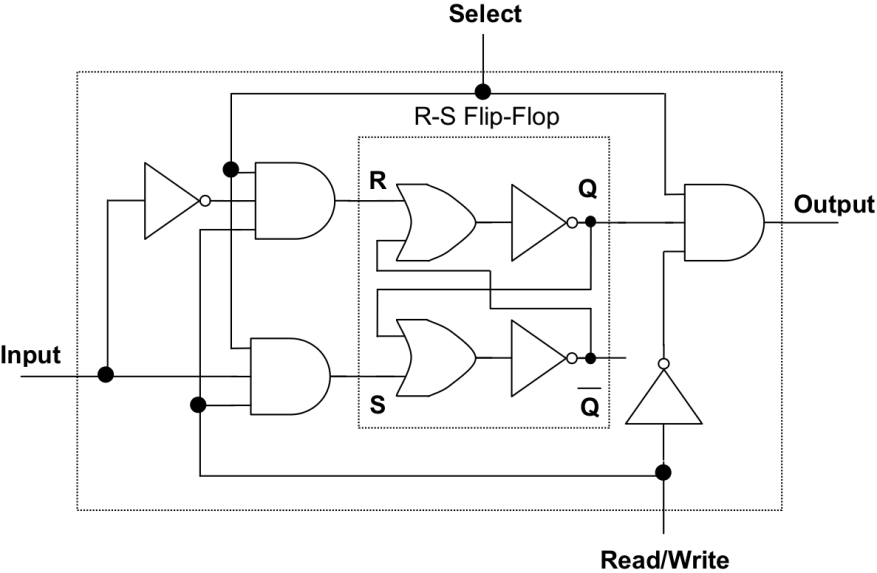 Select
R-S Flip-Flop
R
Q
Output
Input
S
Q̅
Read/Write